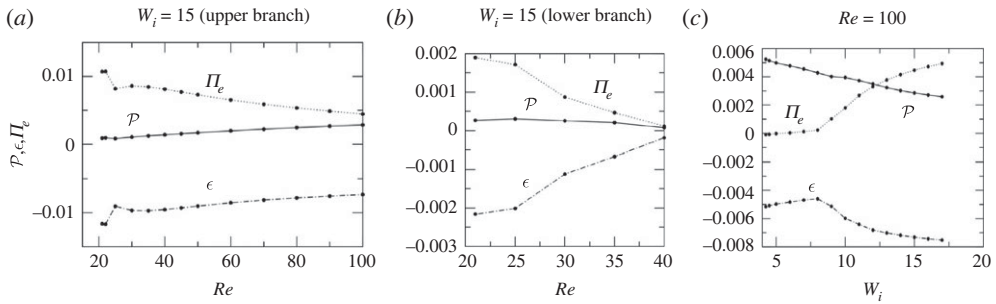 (a) W_i = 15 (upper branch)
𝒫,ϵ,Π_e
0.01
0
−0.01
Π_e
𝒫
ϵ
20 40 60 80 100
Re
(b) W_i = 15 (lower branch)
0.002
0.001
0
−0.001
−0.002
−0.003
Π_e
𝒫
ϵ
20 25 30 35 40
Re
(c) Re = 100
0.006
0.004
0.002
0
−0.002
−0.004
−0.006
−0.008
Π_e
𝒫
ϵ
5 10 15 20
W_i